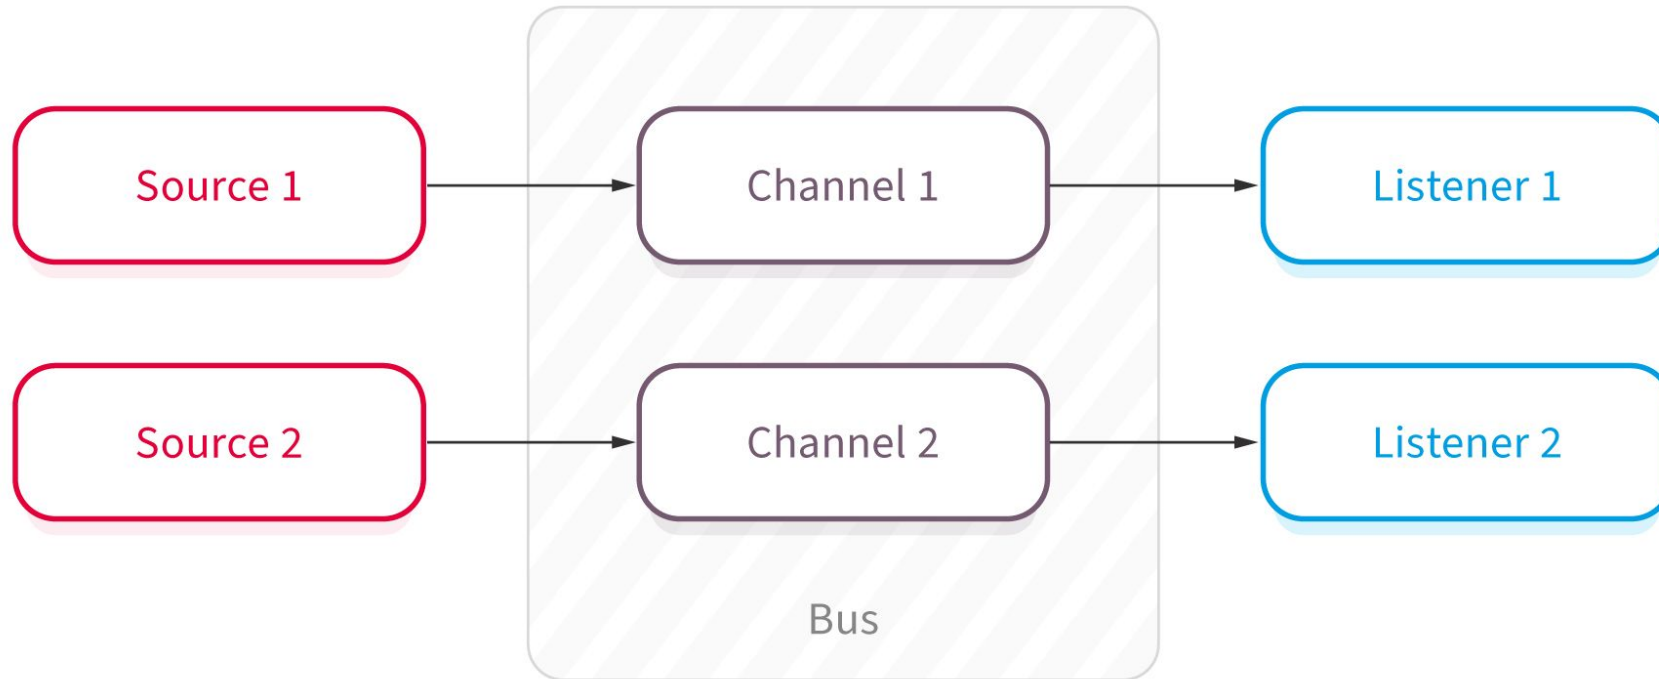 Source 1
Channel 1
Listener 1
Source 2
Channel 2
Listener 2
Bus